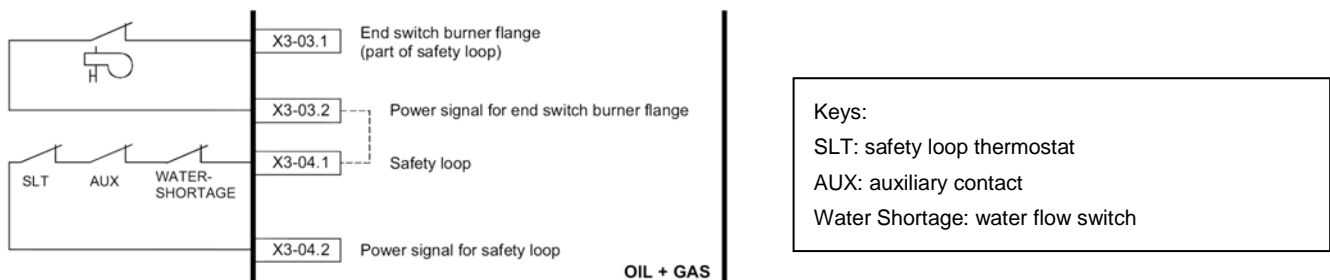 X3-03.1
End switch burner flange
(part of safety loop)
X3-03.2
Power signal for end switch burner flange
X3-04.1
Safety loop
SLT
AUX
WATER-
SHORTAGE
X3-04.2
Power signal for safety loop
OIL + GAS
Keys:
SLT: safety loop thermostat
AUX: auxiliary contact
Water Shortage: water flow switch